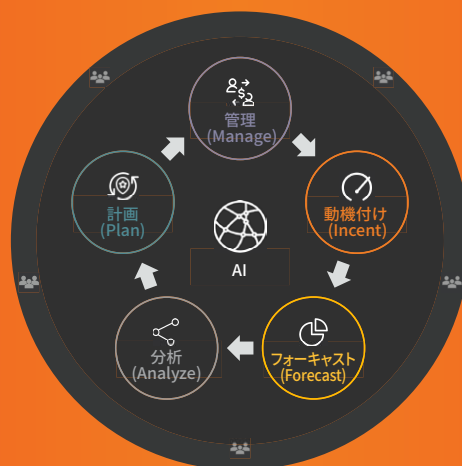 管理
(Manage)
動機付け
(Incent)
フォーキャスト
(Forecast)
分析
(Analyze)
計画
(Plan)
AI